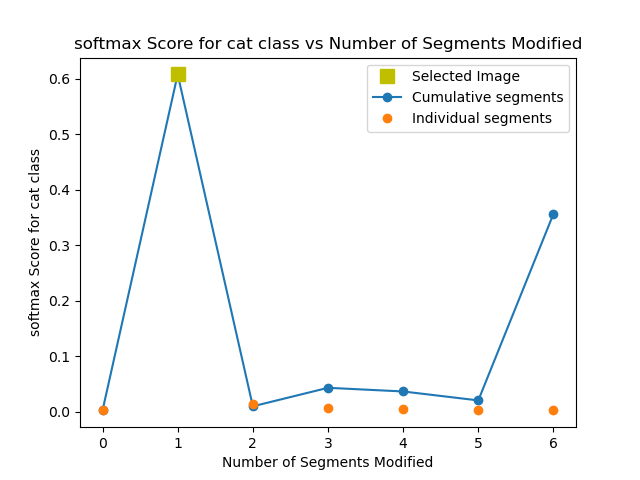 softmax Score for cat class vs Number of Segments Modified
Selected Image
Cumulative segments
Individual segments
softmax Score for cat class
0.6
0.5
0.4
0.3
0.2
0.1
0.0
0 1 2 3 4 5 6
Number of Segments Modified